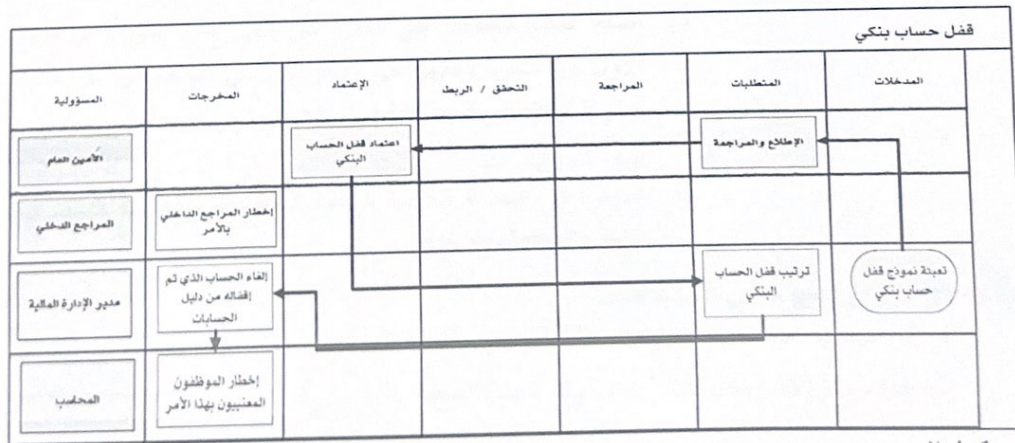 قفل حساب بنكي
المدخلات
المتطلبات
المراجعة
التحقق / الربط
الإعتماد
المخرجات
المسؤولية
الإطلاع والمراجعة
اعتماد قفل الحساب
البنكي
الأمين العام
إخطار المراجع الداخلي
بالأمر
المراجع الدخلي
تعبئة نموذج قفل
حساب بنكي
ترتيب قفل الحساب
البنكي
إلغاء الحساب الذي تم
إقفاله من دليل
الحسابات
مدير الإدارة المالية
إخطار الموظفون
المعنييون بهذا الأمر
المحاسب